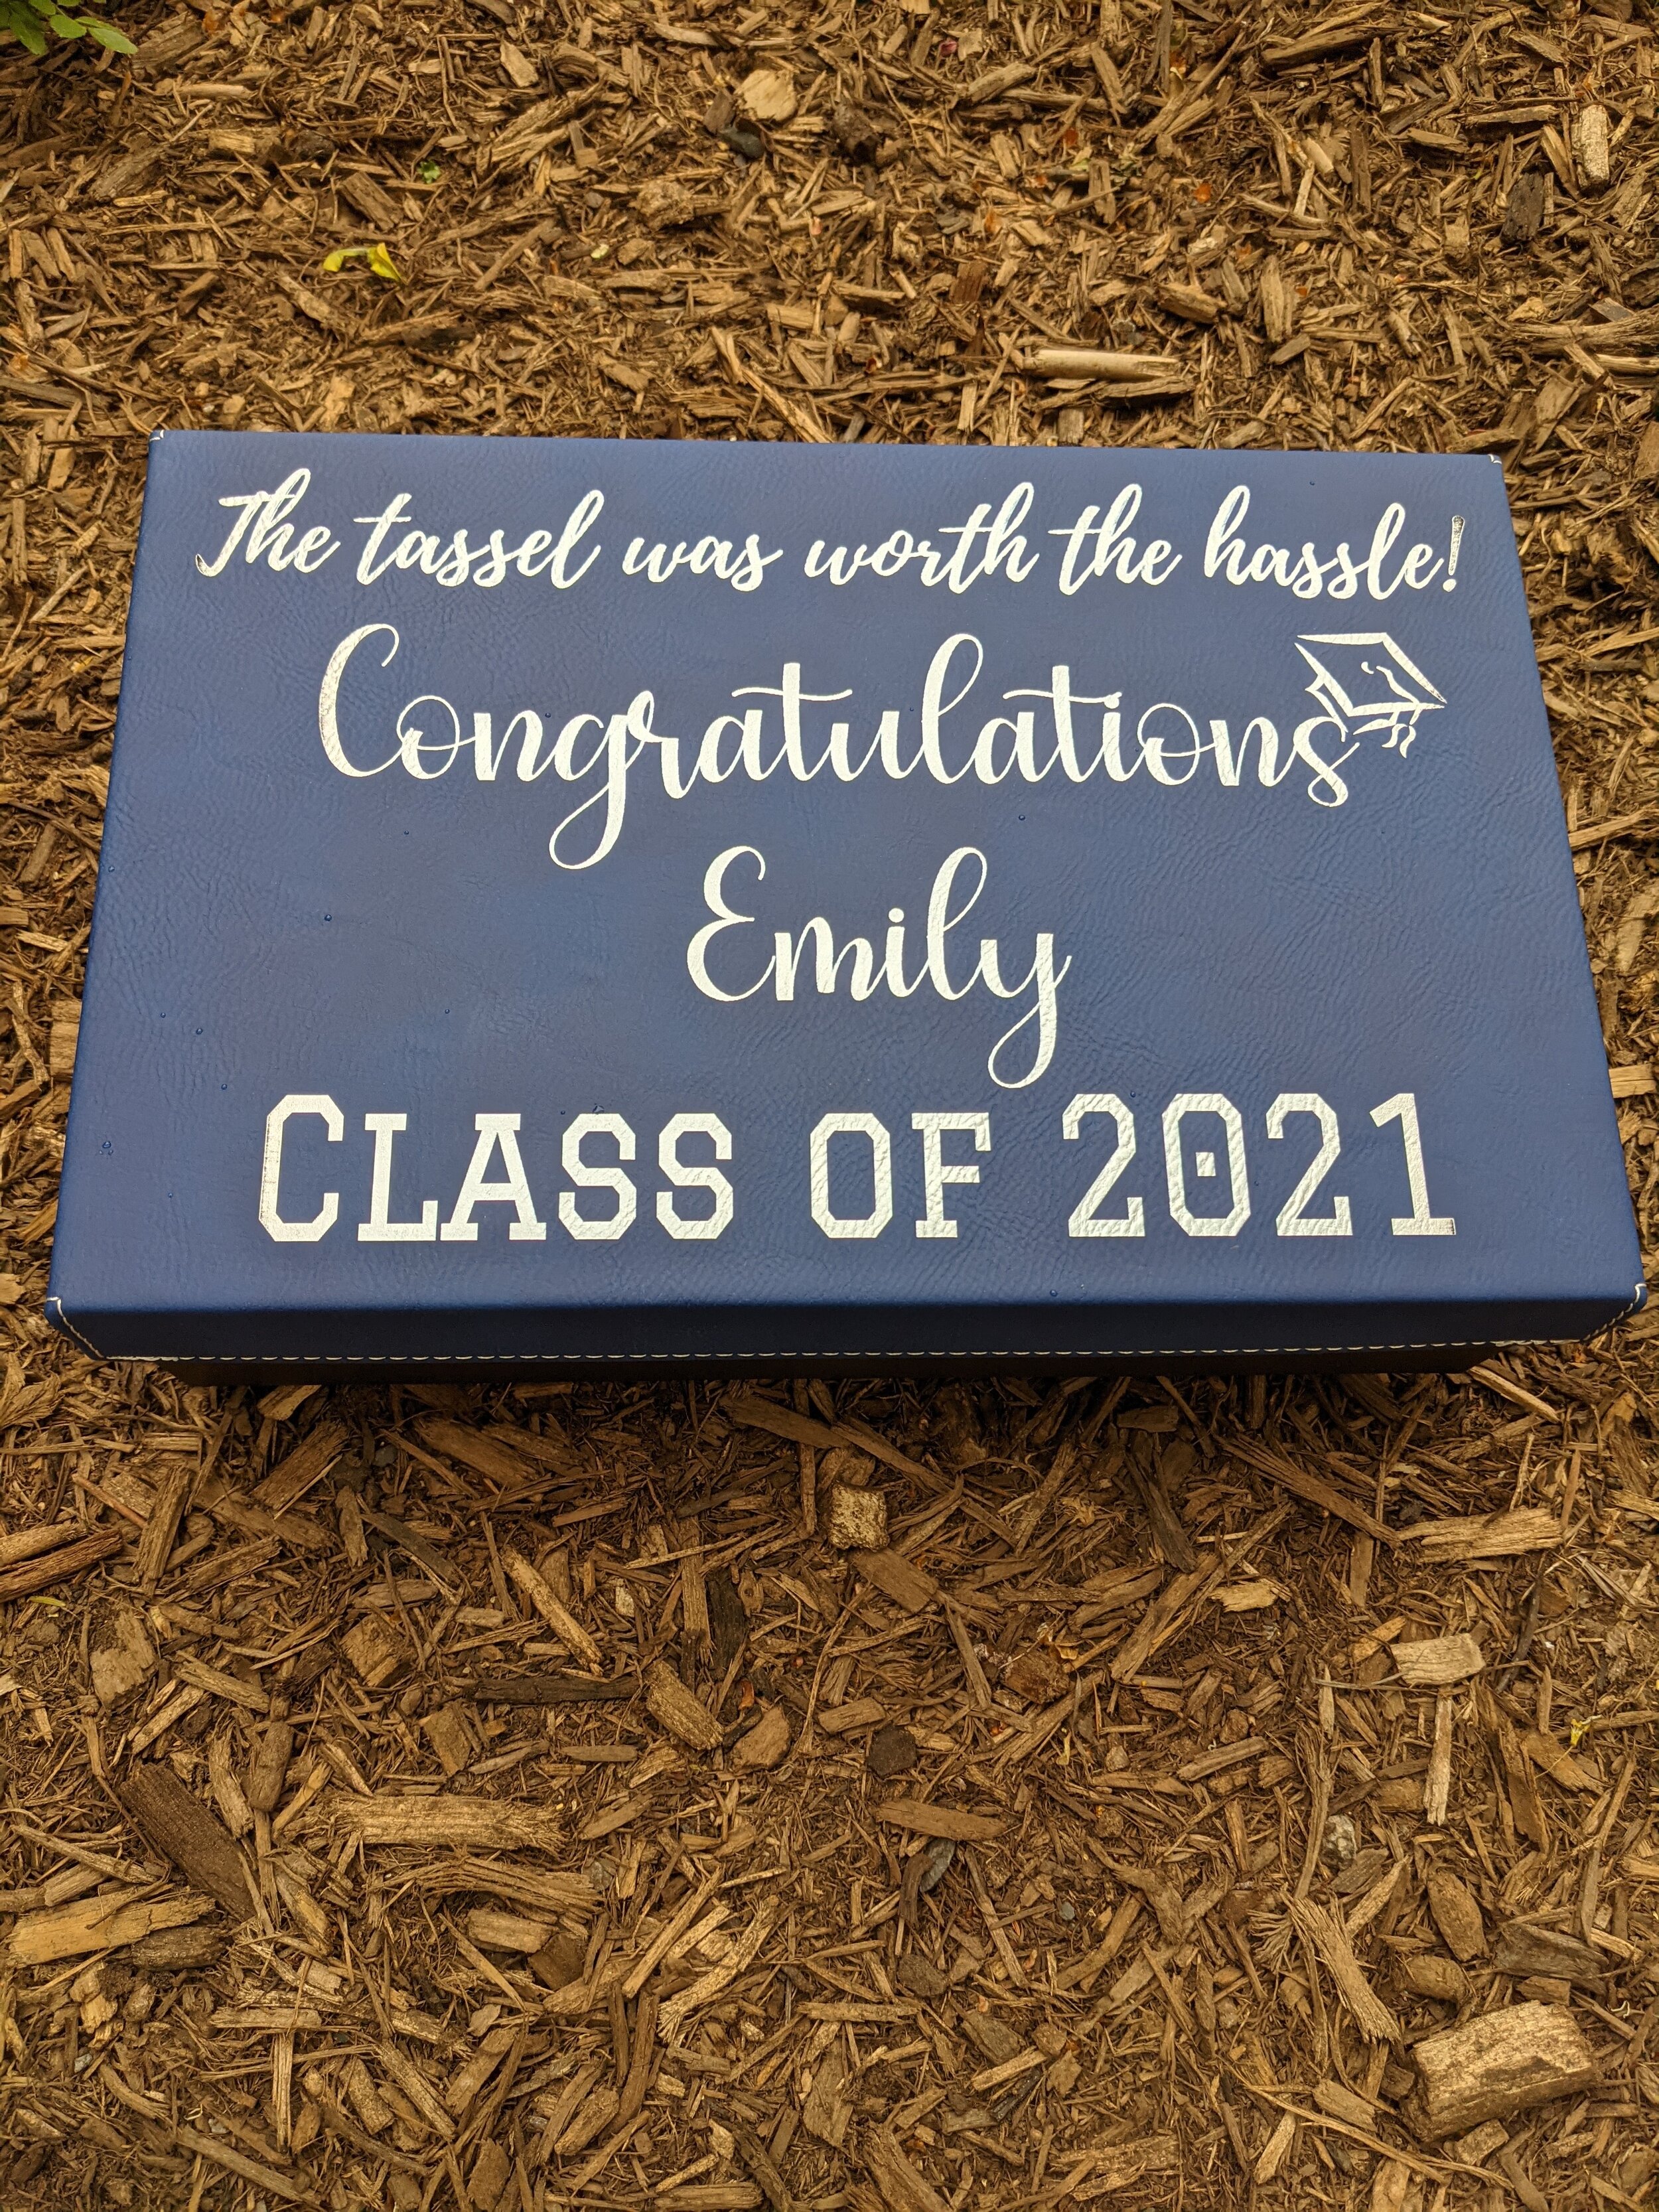 The tassel was worth the hassle!
Congratulations
Emily
CLASS OF 2021